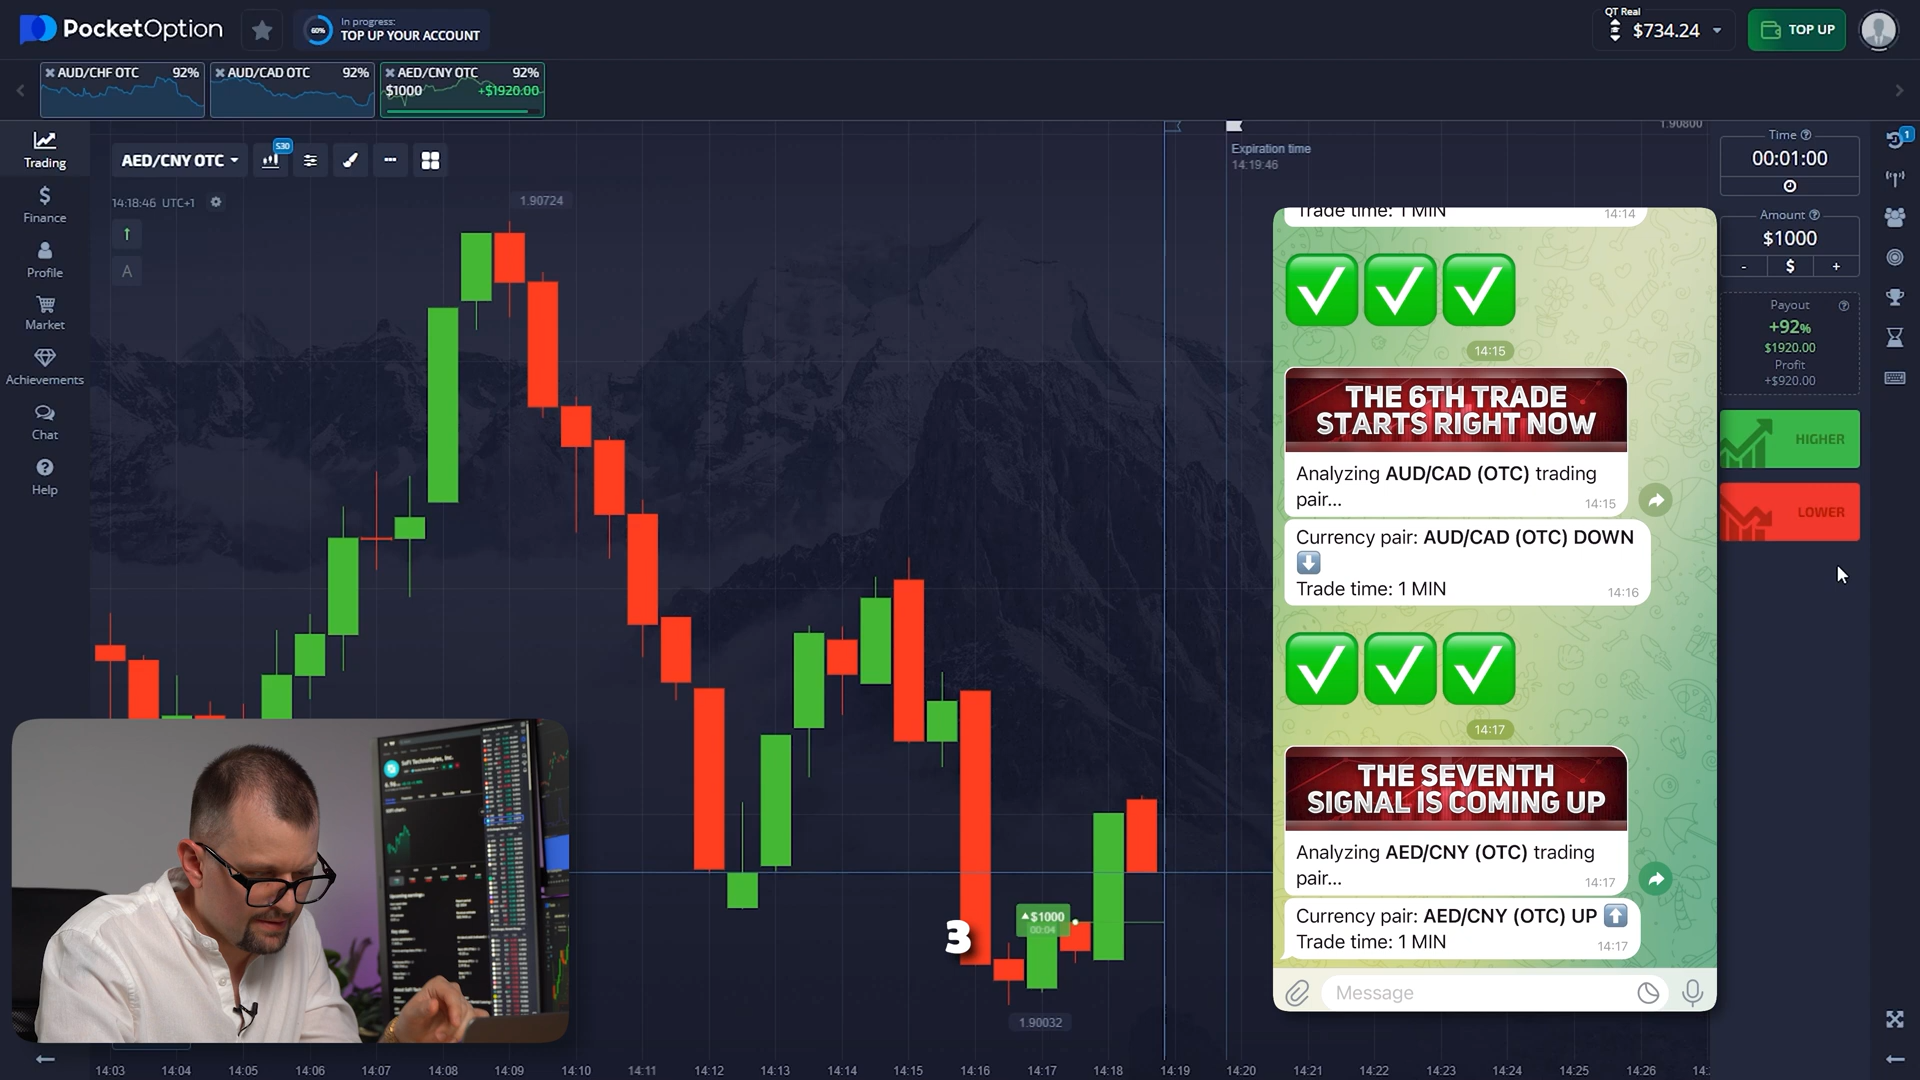 PocketOption
60%
In progress:
TOP UP YOUR ACCOUNT
QT Real
$734.24
TOP UP
AUD/CHF OTC 92%
AUD/CAD OTC 92%
AED/CNY OTC 92%
$1000 +$1920.00
Trading
Finance
Profile
Market
Achievements
Chat
Help
AED/CNY OTC
S30
14:18:46 UTC+1
A
1.90724
Expiration time
14:19:46
1.90800
$1000
00:04
3
1.90032
14:03 14:04 14:05 14:06 14:07 14:08 14:09 14:10 14:11 14:12 14:13 14:14 14:15 14:16 14:17 14:18 14:19 14:20 14:21 14:22 14:23 14:24 14:25 14:26
Trade time: 1 MIN
14:14
14:15
THE 6TH TRADE
STARTS RIGHT NOW
Analyzing AUD/CAD (OTC) trading
pair...
14:15
Currency pair: AUD/CAD (OTC) DOWN
Trade time: 1 MIN
14:16
14:17
THE SEVENTH
SIGNAL IS COMING UP
Analyzing AED/CNY (OTC) trading
pair...
14:17
Currency pair: AED/CNY (OTC) UP
Trade time: 1 MIN
14:17
Message
Time
00:01:00
Amount
$1000
- $ +
Payout
+92%
$1920.00
Profit
+$920.00
HIGHER
LOWER
1
SoFi Technologies, Inc.